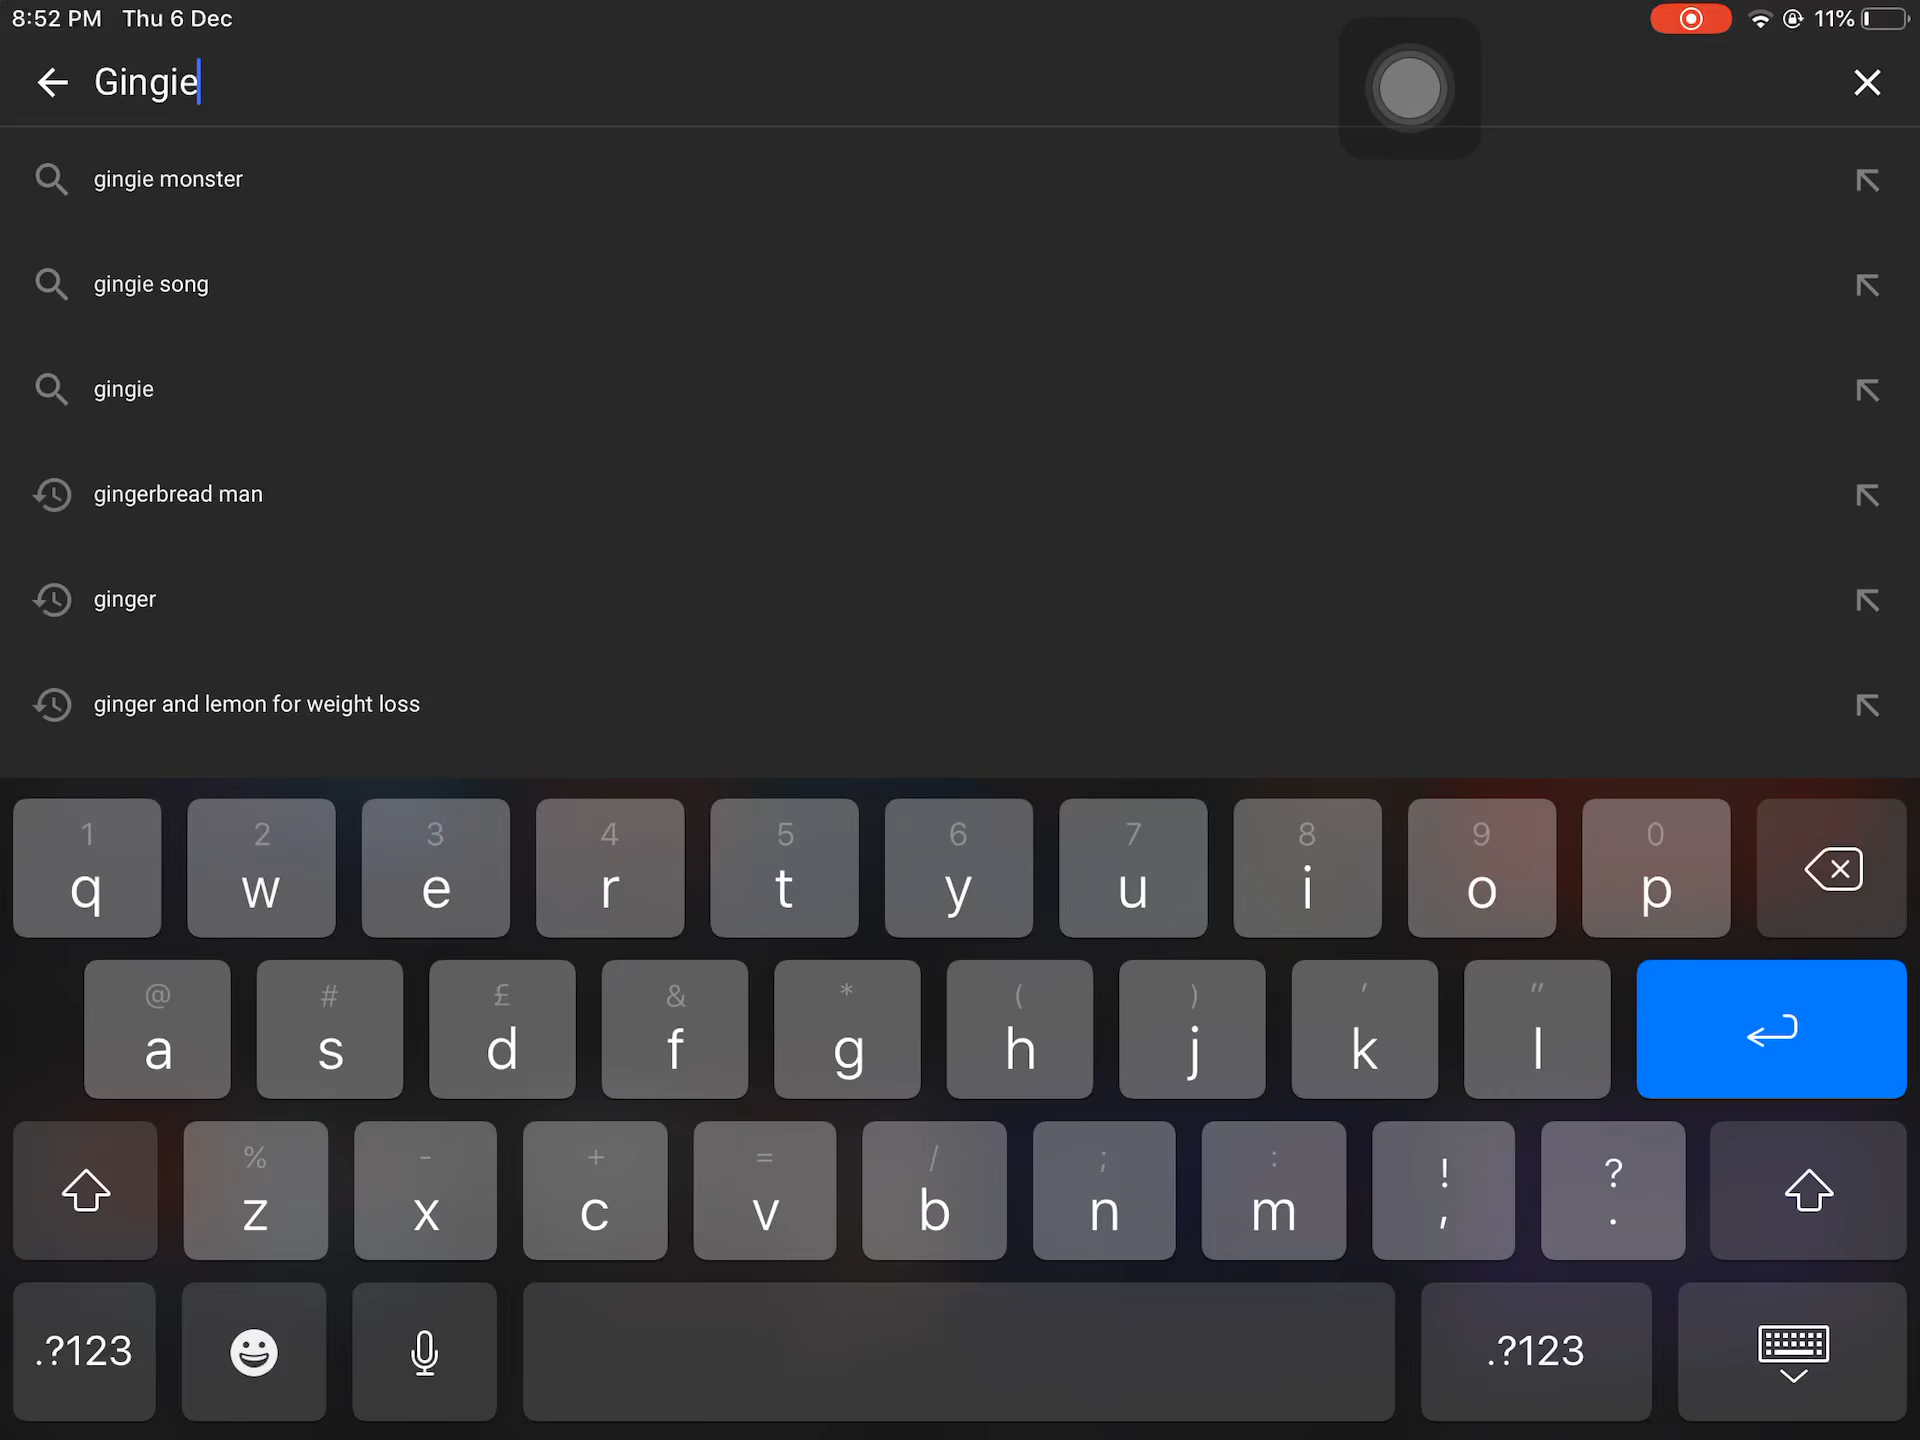 8:52 PM Thu 6 Dec 11%
Gingie
gingie monster
gingie song
gingie
gingerbread man
ginger
ginger and lemon for weight loss
1 2 3 4 5 6 7 8 9 0
q w e r t y u i o p
@ # £ & * ( ) ' "
a s d f g h j k l
% - + = / ; : ! ?
z x c v b n m , .
.?123 .?123